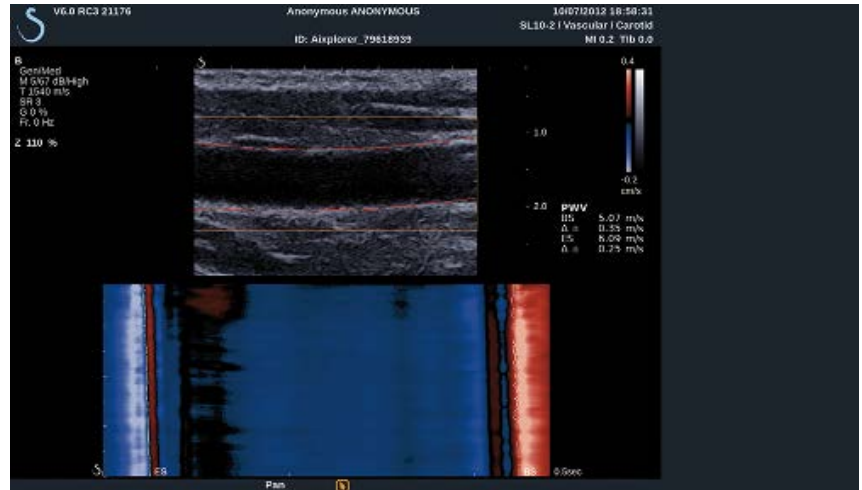 V6.0 RC3 21176
Anonymous ANONYMOUS
10/07/2012 18:58:31
SL10-2 | Vascular | Carotid
ID: Aixplorer_79618939
MI 0.2 TIb 0.0
B
Gen/Med
M 5/67 dB/High
T 1540 m/s
SR 3
G 0 %
Fr. 0 Hz
Z 110 %
0.4
-0.2
cm/s
1.0
2.0
PWV
BS 5.07 m/s
Δ ± 0.35 m/s
ES 6.09 m/s
Δ ± 0.25 m/s
ES
BS
0.5sec
Pan